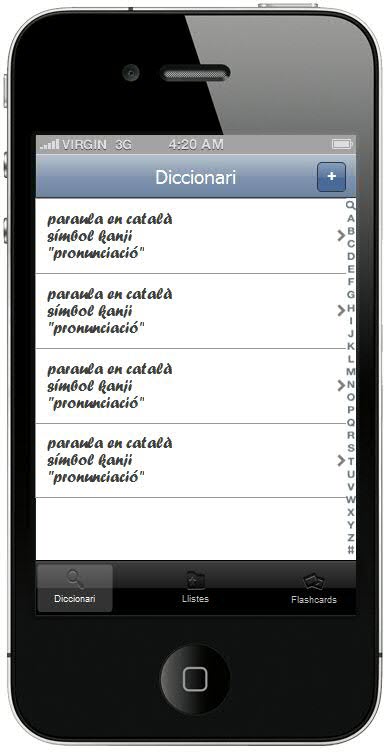 VIRGIN 3G 4:20 AM
Diccionari +
paraula en català
símbol kanji
"pronunciació"
paraula en català
símbol kanji
"pronunciació"
paraula en català
símbol kanji
"pronunciació"
paraula en català
símbol kanji
"pronunciació"
A
B
C
D
E
F
G
H
I
J
K
L
M
N
O
P
Q
R
S
T
U
V
W
X
Y
Z
#
Diccionari Llistes Flashcards